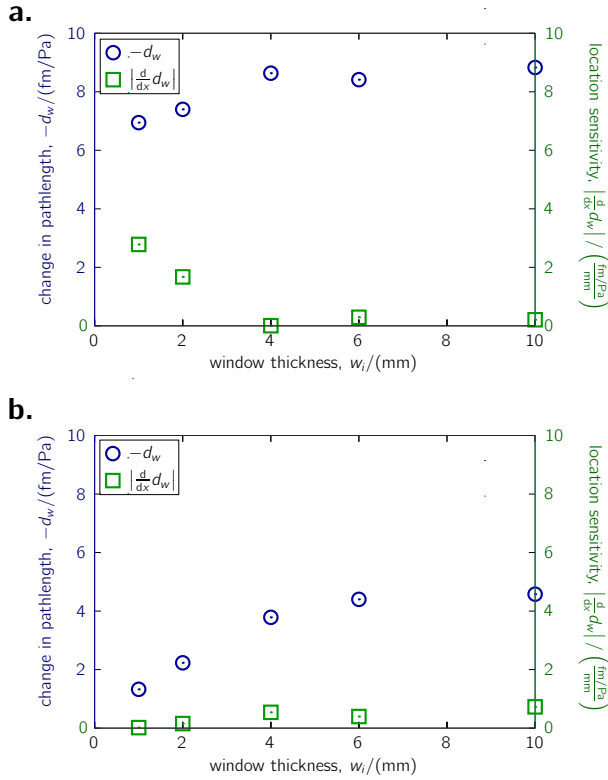 a.
10
8
6
4
2
0
change in pathlength, −d_w/(fm/Pa)
−d_w
|d/dx d_w|
10
8
6
4
2
0
location sensitivity, |d/dx d_w| / (fm/Pa / mm)
0 2 4 6 8 10
window thickness, w_i/(mm)
b.
10
8
6
4
2
0
change in pathlength, −d_w/(fm/Pa)
−d_w
|d/dx d_w|
10
8
6
4
2
0
location sensitivity, |d/dx d_w| / (fm/Pa / mm)
0 2 4 6 8 10
window thickness, w_i/(mm)